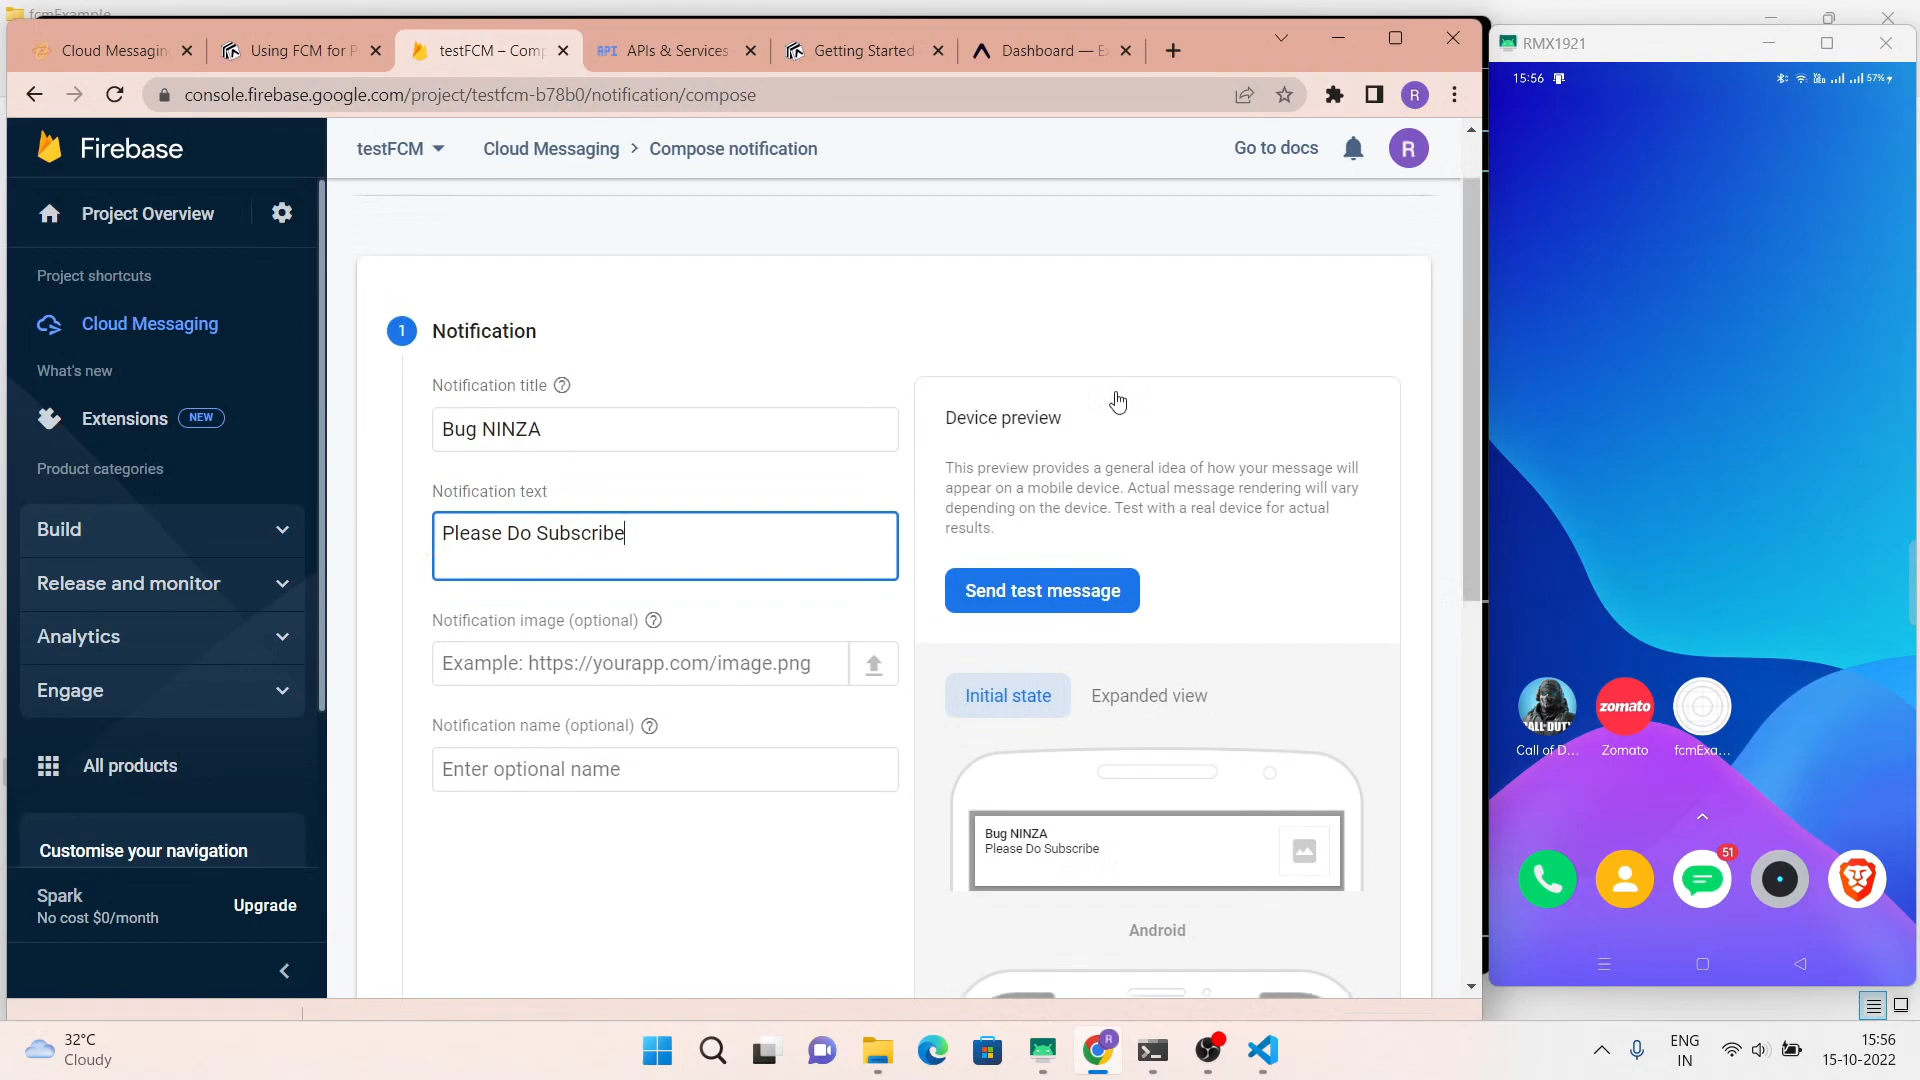 fcmExample
Cloud Messagin
Using FCM for P
testFCM – Comp
API APIs & Services
Getting Started
Dashboard — E
RMX1921
console.firebase.google.com/project/testfcm-b78b0/notification/compose
R
15:56
57%
Firebase
testFCM
Cloud Messaging
Compose notification
Go to docs
R
Project Overview
Project shortcuts
Cloud Messaging
What's new
Extensions NEW
Product categories
Build
Release and monitor
Analytics
Engage
All products
Customise your navigation
Spark
No cost $0/month
Upgrade
1 Notification
Notification title
Bug NINZA
Notification text
Please Do Subscribe
Notification image (optional)
Example: https://yourapp.com/image.png
Notification name (optional)
Enter optional name
Device preview
This preview provides a general idea of how your message will
appear on a mobile device. Actual message rendering will vary
depending on the device. Test with a real device for actual
results.
Send test message
Initial state
Expanded view
Bug NINZA
Please Do Subscribe
Android
CALL·DUTY
zomato
Call of D...
Zomato
fcmExa...
51
32°C
Cloudy
R
ENG
IN
15:56
15-10-2022